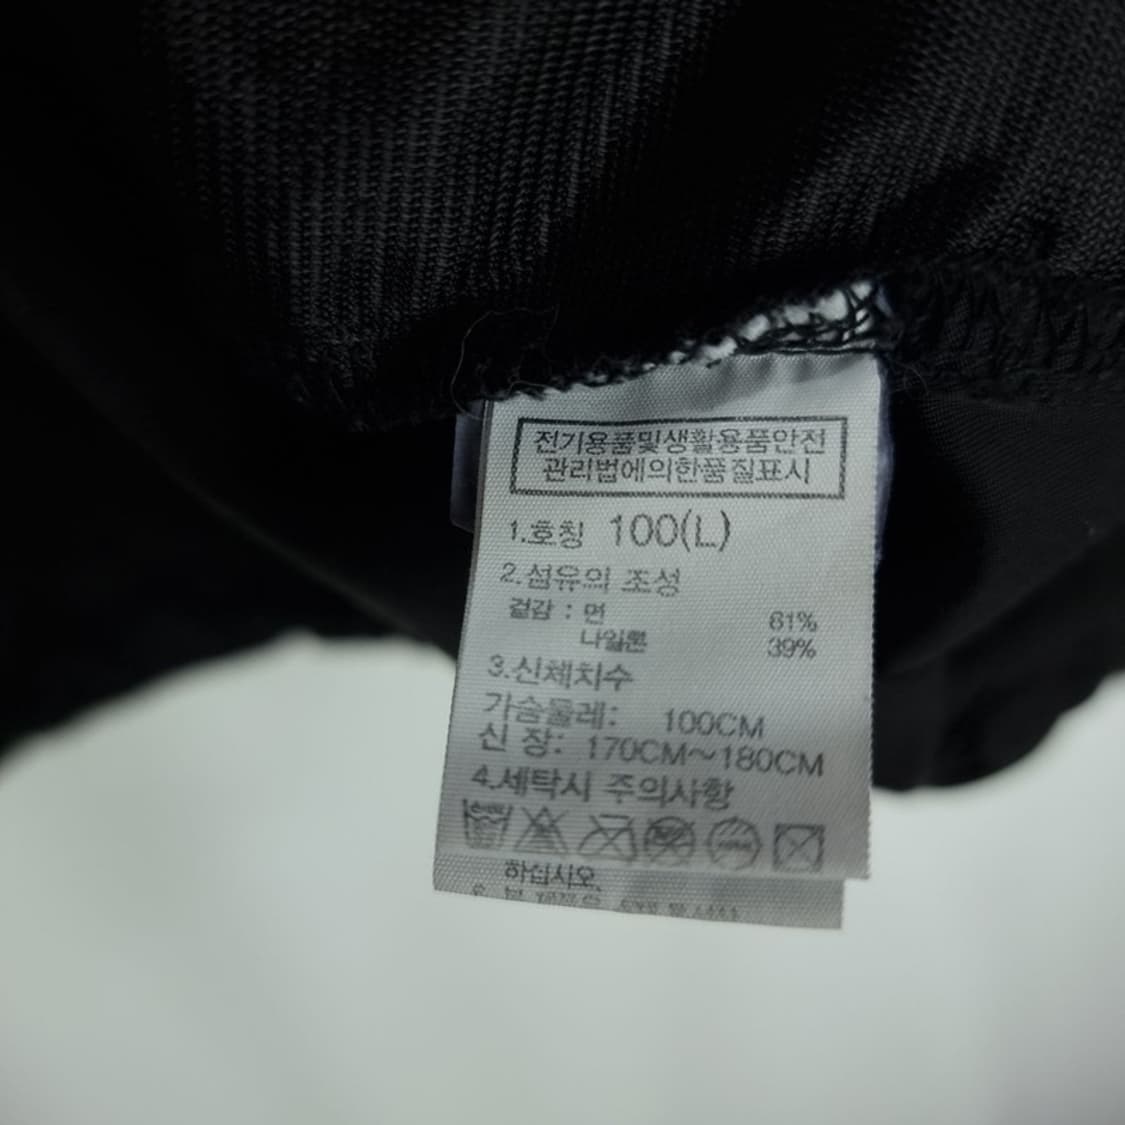 전기용품및생활용품안전
관리법에의한품질표시
1.호칭 100(L)
2.섬유의 조성
겉감 : 면 61%
나일론 39%
3.신체치수
가슴둘레: 100CM
신 장: 170CM~180CM
4.세탁시 주의사항
하십시오.